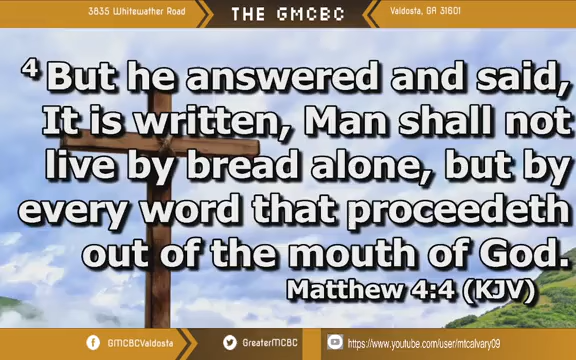 3835 Whitewather Road
THE GMCBC
Valdosta, GA 31601
4 But he answered and said,
It is written, Man shall not
live by bread alone, but by
every word that proceedeth
out of the mouth of God.
Matthew 4:4 (KJV)
GMCBCValdosta
GreaterMCBC
https://www.youtube.com/user/mtcalvary09